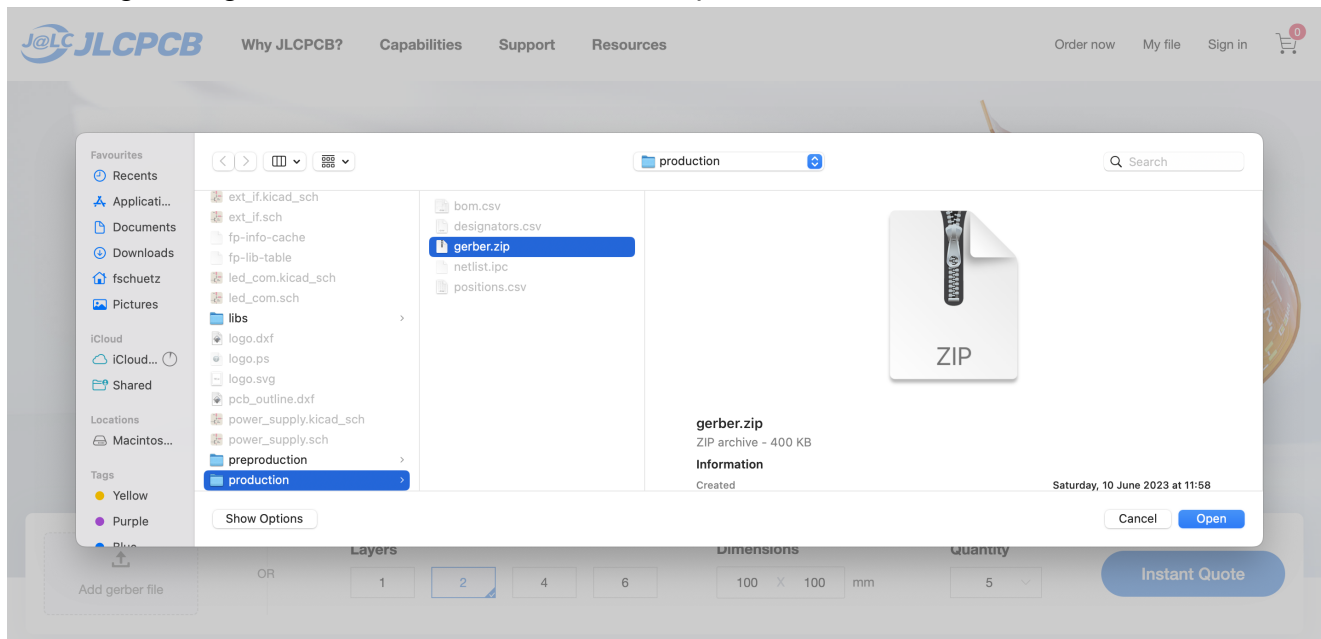 J@LC JLCPCB Why JLCPCB? Capabilities Support Resources Order now My file Sign in 0
production Search
Favourites
Recents
Applicati...
Documents
Downloads
fschuetz
Pictures
iCloud
iCloud...
Shared
Locations
Macintos...
Tags
Yellow
Purple
ext_if.kicad_sch
ext_if.sch
fp-info-cache
fp-lib-table
led_com.kicad_sch
led_com.sch
libs
logo.dxf
logo.ps
logo.svg
pcb_outline.dxf
power_supply.kicad_sch
power_supply.sch
preproduction
production
bom.csv
designators.csv
gerber.zip
netlist.ipc
positions.csv
ZIP
gerber.zip
ZIP archive - 400 KB
Information
Created Saturday, 10 June 2023 at 11:58
Show Options Cancel Open
Layers Dimensions Quantity
Add gerber file OR 1 2 4 6 100 X 100 mm 5 Instant Quote